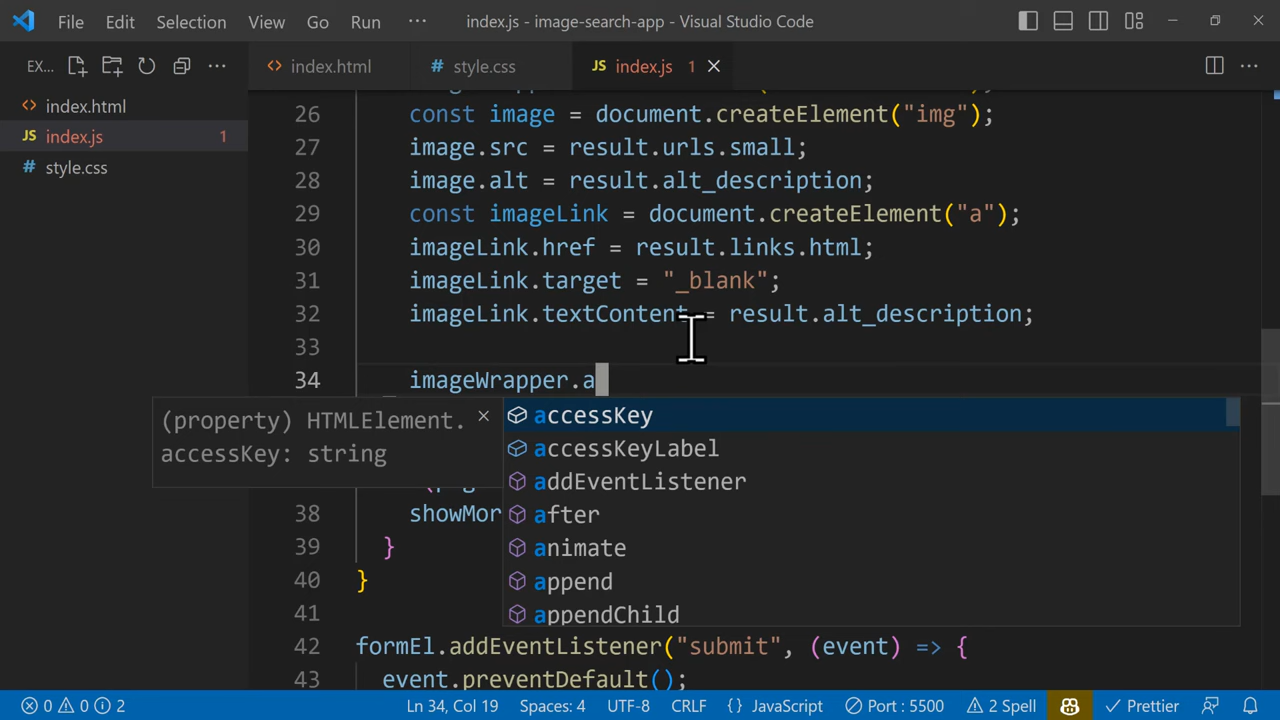 File Edit Selection View Go Run ··· index.js - image-search-app - Visual Studio Code
EX... ··· index.html style.css JS index.js 1
index.html
JS index.js 1
style.css
26 const image = document.createElement("img");
27 image.src = result.urls.small;
28 image.alt = result.alt_description;
29 const imageLink = document.createElement("a");
30 imageLink.href = result.links.html;
31 imageLink.target = "_blank";
32 imageLink.textContent = result.alt_description;
33
34 imageWrapper.a
(property) HTMLElement.
accessKey: string
accessKey
accessKeyLabel
addEventListener
after
animate
append
appendChild
38 showMor
39 }
40 }
41
42 formEl.addEventListener("submit", (event) => {
43 event.preventDefault();
0 0 2 Ln 34, Col 19 Spaces: 4 UTF-8 CRLF {} JavaScript Port : 5500 2 Spell Prettier